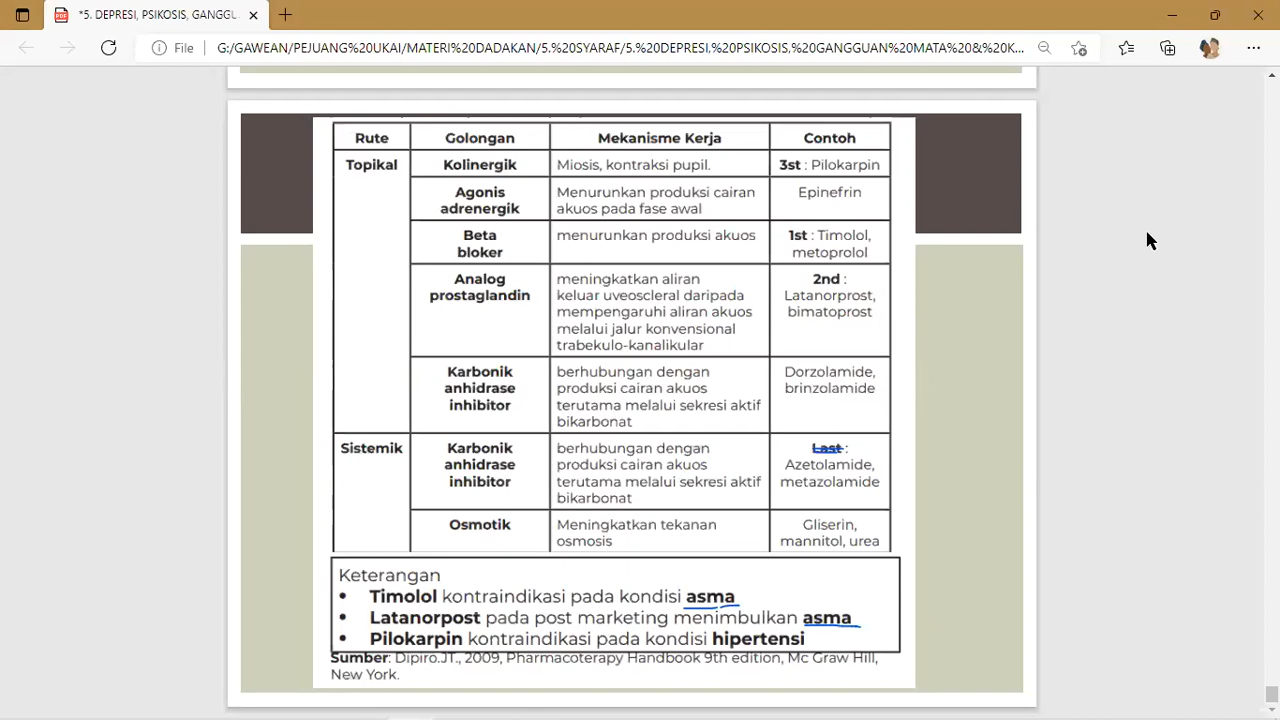 *5. DEPRESI, PSIKOSIS, GANGGU
File
G:/GAWEAN/PEJUANG%20UKAI/MATERI%20DADAKAN/5.%20SYARAF/5.%20DEPRESI,%20PSIKOSIS,%20GANGGUAN%20MATA%20&%20K...
Rute Golongan Mekanisme Kerja Contoh
Topikal Kolinergik Miosis, kontraksi pupil. 3st : Pilokarpin
Agonis Menurunkan produksi cairan Epinefrin
adrenergik akuos pada fase awal
Beta menurunkan produksi akuos 1st : Timolol,
bloker metoprolol
Analog meningkatkan aliran 2nd :
prostaglandin keluar uveoscleral daripada Latanorprost,
mempengaruhi aliran akuos bimatoprost
melalui jalur konvensional
trabekulo-kanalikular
Karbonik berhubungan dengan Dorzolamide,
anhidrase produksi cairan akuos brinzolamide
inhibitor terutama melalui sekresi aktif
bikarbonat
Sistemik Karbonik berhubungan dengan Last :
anhidrase produksi cairan akuos Azetolamide,
inhibitor terutama melalui sekresi aktif metazolamide
bikarbonat
Osmotik Meningkatkan tekanan Gliserin,
osmosis mannitol, urea
Keterangan
• Timolol kontraindikasi pada kondisi asma
• Latanorpost pada post marketing menimbulkan asma
• Pilokarpin kontraindikasi pada kondisi hipertensi
Sumber: Dipiro.JT., 2009, Pharmacoterapy Handbook 9th edition, Mc Graw Hill,
New York.